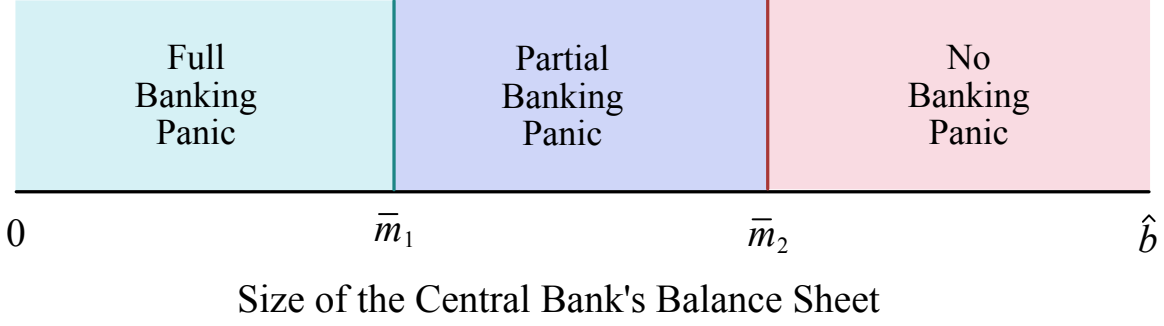 Full
Banking
Panic
Partial
Banking
Panic
No
Banking
Panic
0
m̅₁
m̅₂
b̂
Size of the Central Bank's Balance Sheet